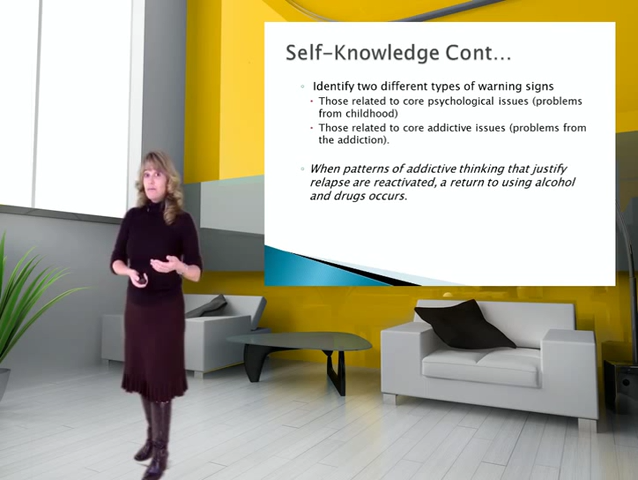 Self-Knowledge Cont...
Identify two different types of warning signs
Those related to core psychological issues (problems
from childhood)
Those related to core addictive issues (problems from
the addiction).
When patterns of addictive thinking that justify
relapse are reactivated, a return to using alcohol
and drugs occurs.